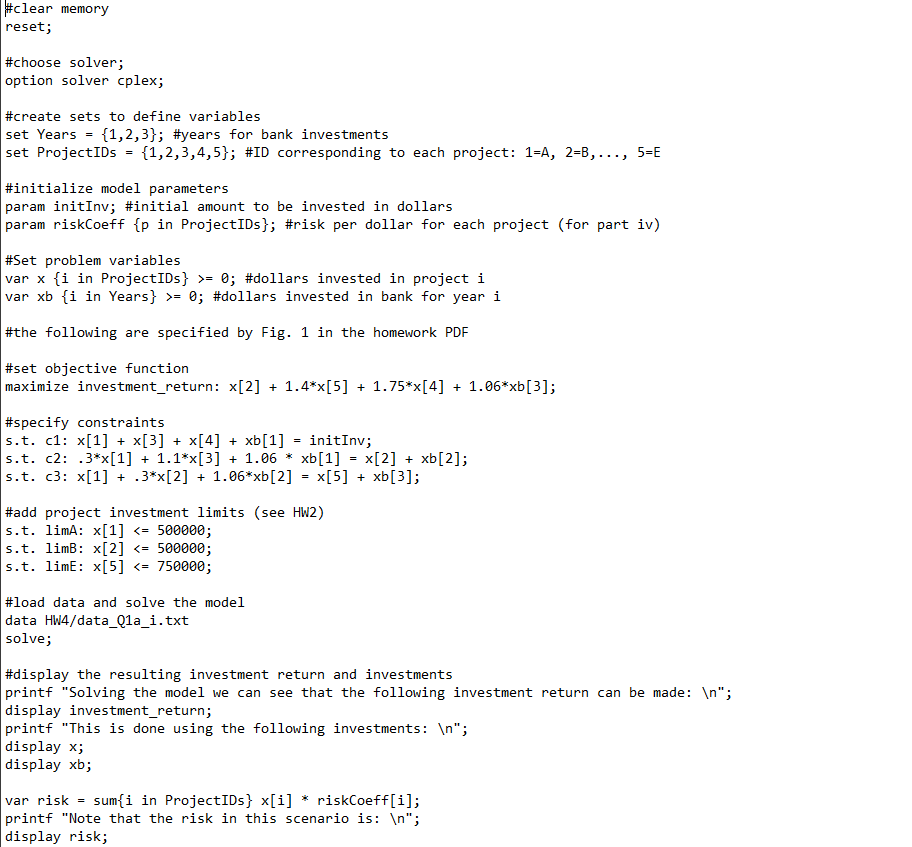 #clear memory
reset;
#choose solver;
option solver cplex;
#create sets to define variables
set Years = {1,2,3}; #years for bank investments
set ProjectIDs = {1,2,3,4,5}; #ID corresponding to each project: 1=A, 2=B,..., 5=E
#initialize model parameters
param initInv; #initial amount to be invested in dollars
param riskCoeff {p in ProjectIDs}; #risk per dollar for each project (for part iv)
#Set problem variables
var x {i in ProjectIDs} >= 0; #dollars invested in project i
var xb {i in Years} >= 0; #dollars invested in bank for year i
#the following are specified by Fig. 1 in the homework PDF
#set objective function
maximize investment_return: x[2] + 1.4*x[5] + 1.75*x[4] + 1.06*xb[3];
#specify constraints
s.t. c1: x[1] + x[3] + x[4] + xb[1] = initInv;
s.t. c2: .3*x[1] + 1.1*x[3] + 1.06 * xb[1] = x[2] + xb[2];
s.t. c3: x[1] + .3*x[2] + 1.06*xb[2] = x[5] + xb[3];
#add project investment limits (see HW2)
s.t. limA: x[1] <= 500000;
s.t. limB: x[2] <= 500000;
s.t. limE: x[5] <= 750000;
#load data and solve the model
data HW4/data_Q1a_i.txt
solve;
#display the resulting investment return and investments
printf "Solving the model we can see that the following investment return can be made: \n";
display investment_return;
printf "This is done using the following investments: \n";
display x;
display xb;
var risk = sum{i in ProjectIDs} x[i] * riskCoeff[i];
printf "Note that the risk in this scenario is: \n";
display risk;